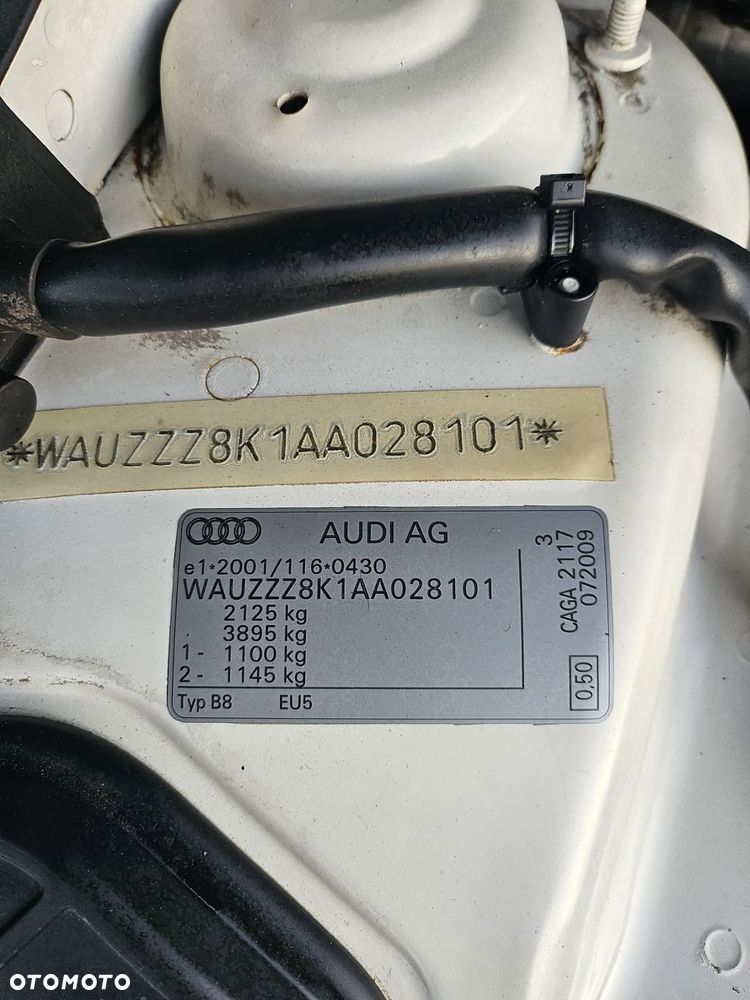 *WAUZZZ8K1AA028101*
AUDI AG
e1*2001/116*0430
WAUZZZ8K1AA028101
2125 kg
3895 kg
1 - 1100 kg
2 - 1145 kg
Typ B8 EU5
3
CAGA 2117
072009
0,50
OTOMOTO